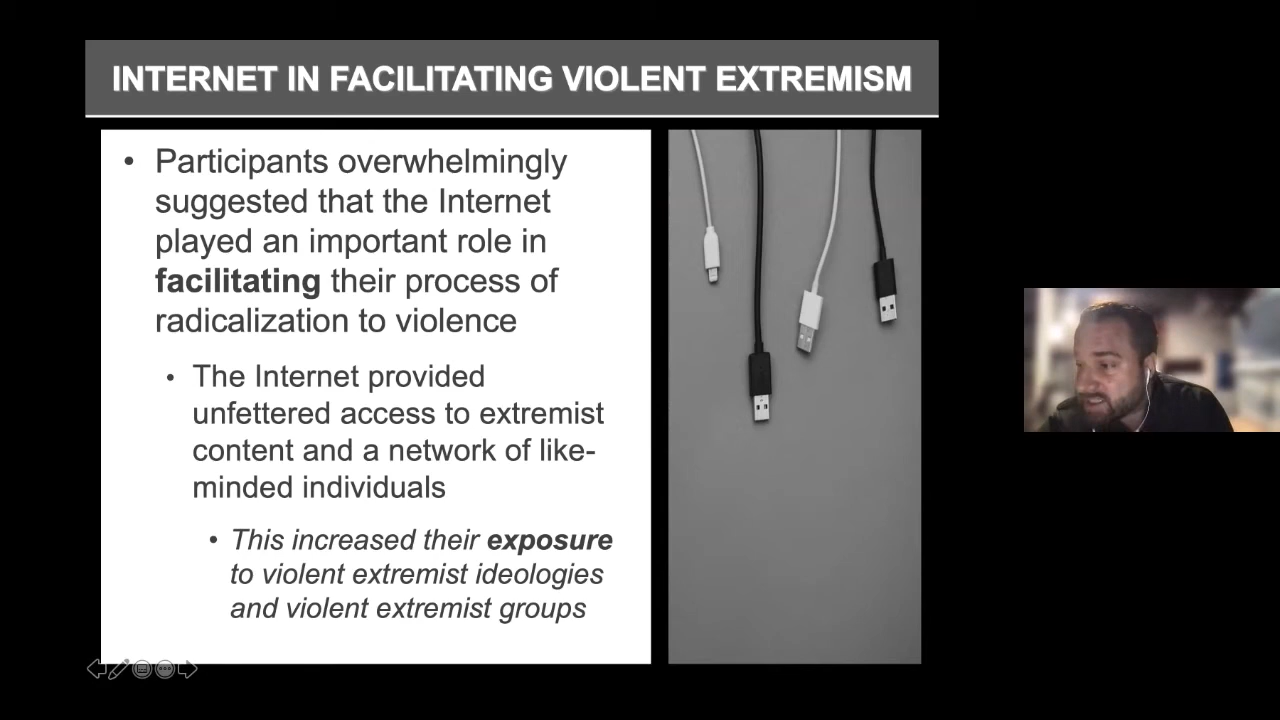 INTERNET IN FACILITATING VIOLENT EXTREMISM
• Participants overwhelmingly
suggested that the Internet
played an important role in
facilitating their process of
radicalization to violence
• The Internet provided
unfettered access to extremist
content and a network of like-
minded individuals
• This increased their exposure
to violent extremist ideologies
and violent extremist groups